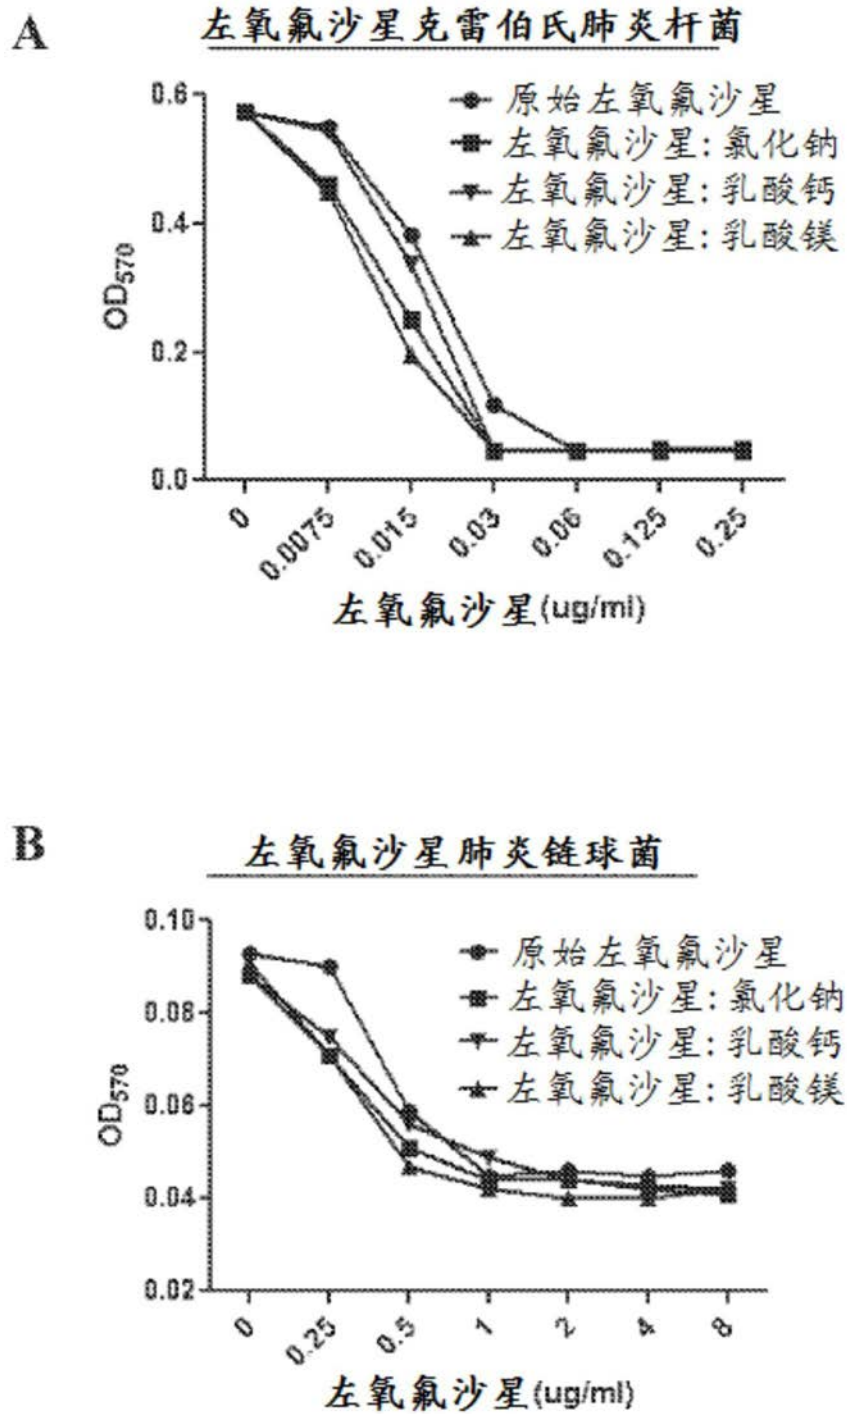 A
左氧氟沙星克雷伯氏肺炎杆菌
0.6
0.4
0.2
0.0
OD570
原始左氧氟沙星
左氧氟沙星: 氯化钠
左氧氟沙星: 乳酸钙
左氧氟沙星: 乳酸镁
0 0.0075 0.015 0.03 0.06 0.125 0.25
左氧氟沙星(ug/ml)
B
左氧氟沙星肺炎链球菌
0.10
0.08
0.06
0.04
0.02
OD570
原始左氧氟沙星
左氧氟沙星: 氯化钠
左氧氟沙星: 乳酸钙
左氧氟沙星: 乳酸镁
0 0.25 0.5 1 2 4 8
左氧氟沙星(ug/ml)